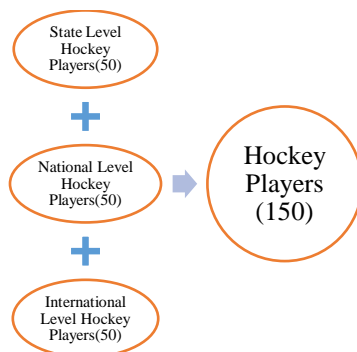 State Level
Hockey
Players(50)
National Level
Hockey
Players(50)
International
Level Hockey
Players(50)
Hockey
Players
(150)